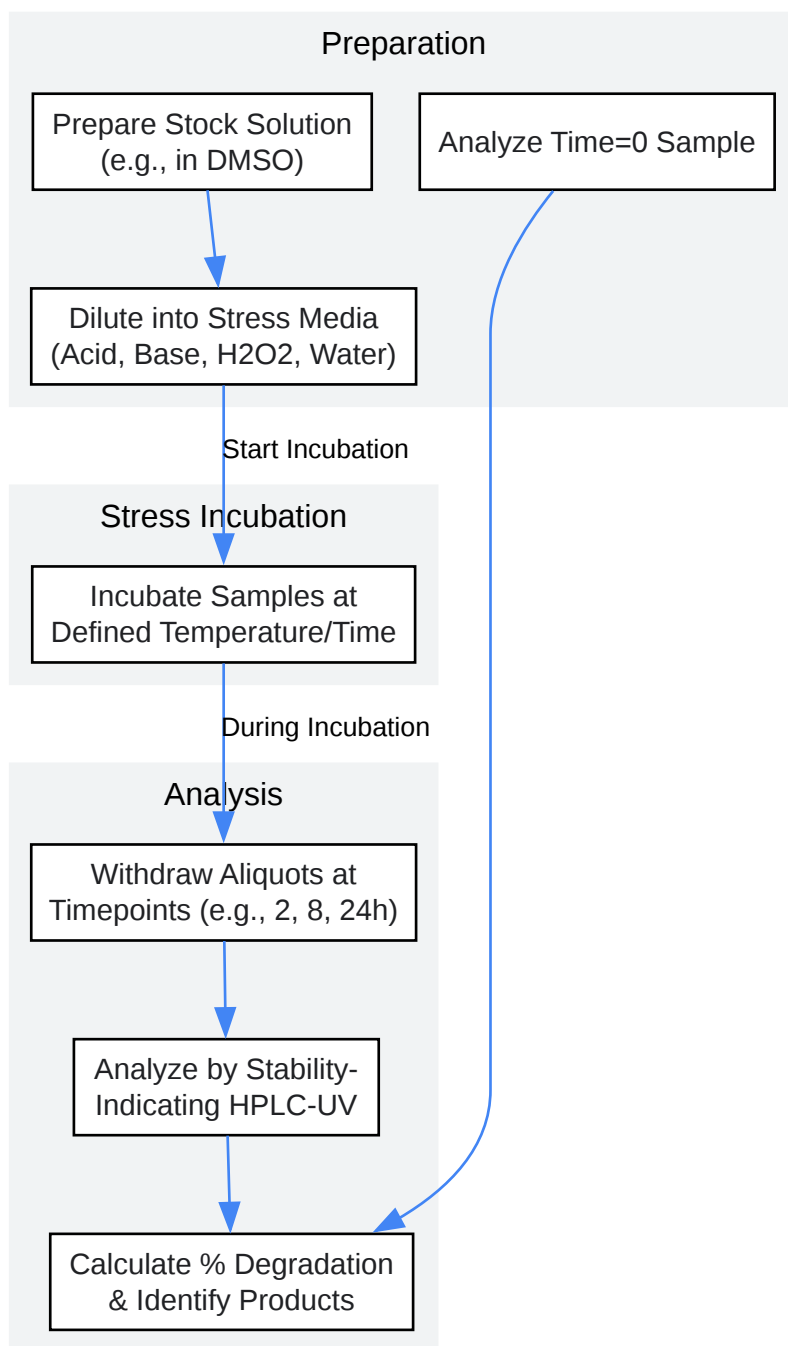 Preparation
Prepare Stock Solution
(e.g., in DMSO)
Analyze Time=0 Sample
Dilute into Stress Media
(Acid, Base, H2O2, Water)
Start Incubation
Stress Incubation
Incubate Samples at
Defined Temperature/Time
During Incubation
Analysis
Withdraw Aliquots at
Timepoints (e.g., 2, 8, 24h)
Analyze by Stability-
Indicating HPLC-UV
Calculate % Degradation
& Identify Products